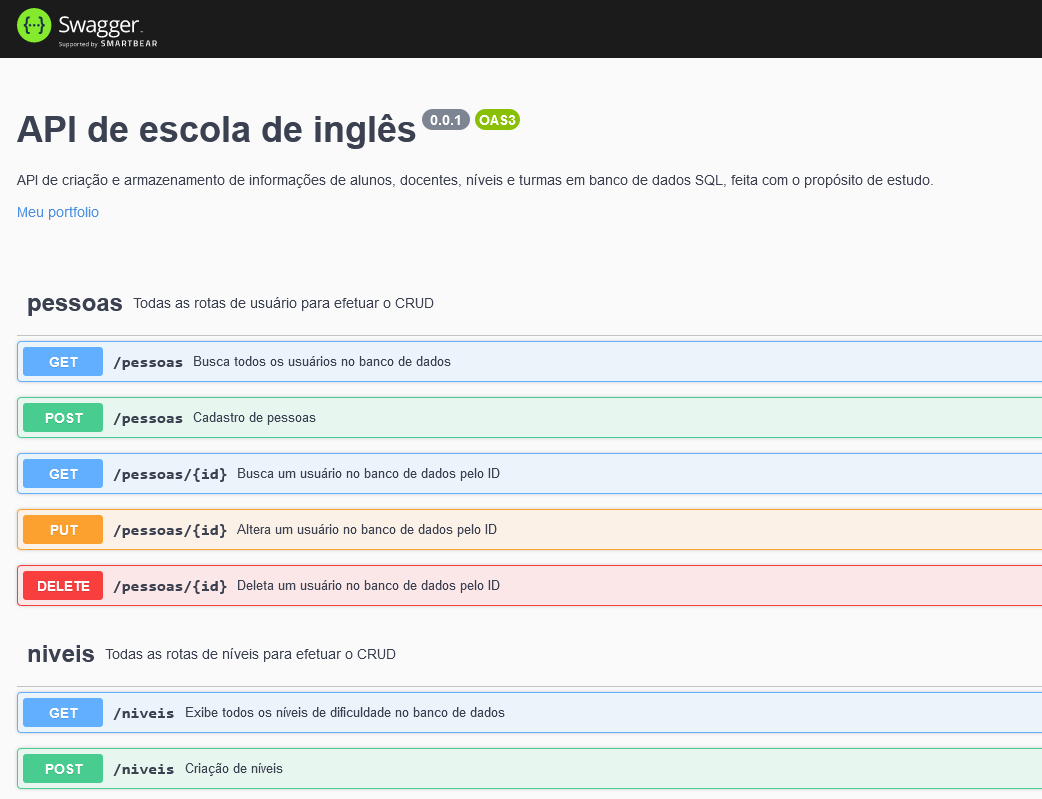 Swagger.
Supported by SMARTBEAR
API de escola de inglês 0.0.1 OAS3
API de criação e armazenamento de informações de alunos, docentes, níveis e turmas em banco de dados SQL, feita com o propósito de estudo.
Meu portfolio
pessoas Todas as rotas de usuário para efetuar o CRUD
GET /pessoas Busca todos os usuários no banco de dados
POST /pessoas Cadastro de pessoas
GET /pessoas/{id} Busca um usuário no banco de dados pelo ID
PUT /pessoas/{id} Altera um usuário no banco de dados pelo ID
DELETE /pessoas/{id} Deleta um usuário no banco de dados pelo ID
niveis Todas as rotas de níveis para efetuar o CRUD
GET /niveis Exibe todos os níveis de dificuldade no banco de dados
POST /niveis Criação de níveis